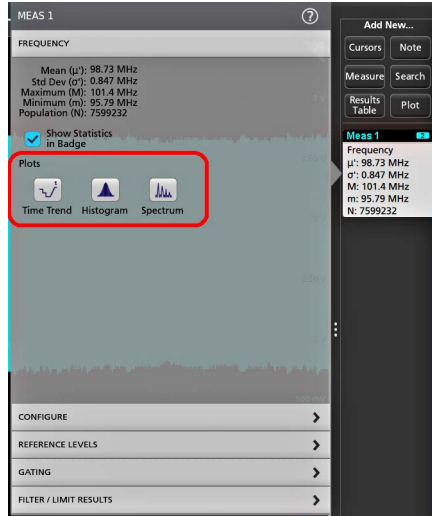 MEAS 1
?
FREQUENCY
Mean (µ'): 98.73 MHz
Std Dev (σ'): 0.847 MHz
Maximum (M): 101.4 MHz
Minimum (m): 95.79 MHz
Population (N): 7599232
Show Statistics
in Badge
Plots
Time Trend Histogram Spectrum
CONFIGURE
REFERENCE LEVELS
GATING
FILTER / LIMIT RESULTS
Add New...
Cursors Note
Measure Search
Results
Table
Plot
Meas 1 2
Frequency
µ': 98.73 MHz
σ': 0.847 MHz
M: 101.4 MHz
m: 95.79 MHz
N: 7599232